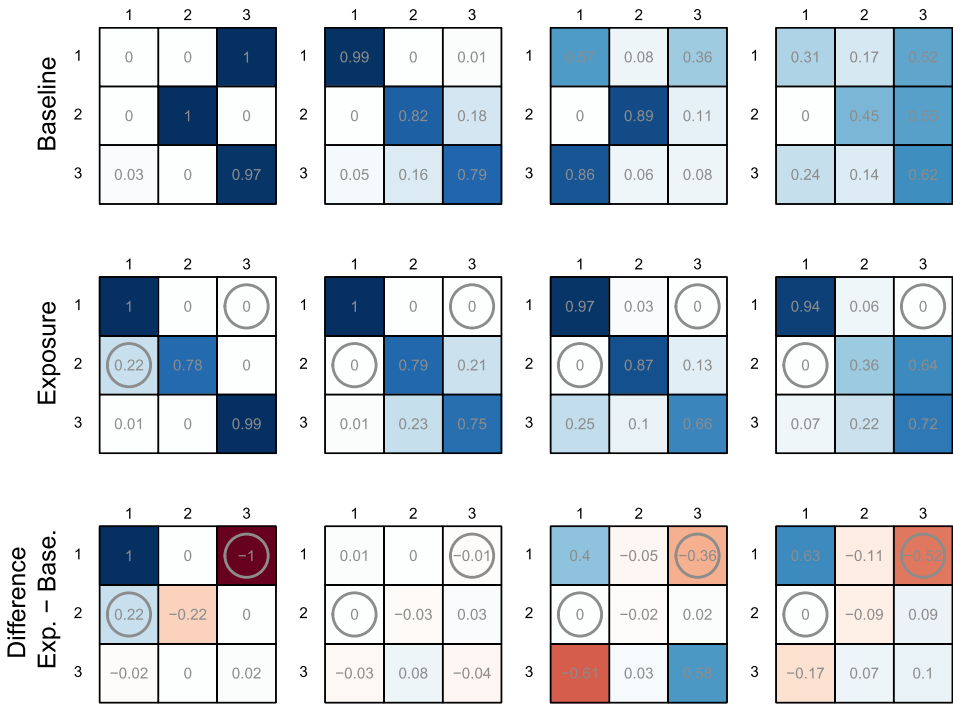 1 2 3 1 2 3 1 2 3 1 2 3
1 0 0 1 1 0.99 0 0.01 1 0.57 0.08 0.36 1 0.31 0.17 0.52
Baseline
2 0 1 0 2 0 0.82 0.18 2 0 0.89 0.11 2 0 0.45 0.55
3 0.03 0 0.97 3 0.05 0.16 0.79 3 0.86 0.06 0.08 3 0.24 0.14 0.62
1 2 3 1 2 3 1 2 3 1 2 3
1 1 0 0 1 1 0 0 1 0.97 0.03 0 1 0.94 0.06 0
Exposure
2 0.22 0.78 0 2 0 0.79 0.21 2 0 0.87 0.13 2 0 0.36 0.64
3 0.01 0 0.99 3 0.01 0.23 0.75 3 0.25 0.1 0.66 3 0.07 0.22 0.72
1 2 3 1 2 3 1 2 3 1 2 3
1 1 0 −1 1 0.01 0 −0.01 1 0.4 −0.05 −0.36 1 0.63 −0.11 −0.52
Difference
Exp. − Base.
2 0.22 −0.22 0 2 0 −0.03 0.03 2 0 −0.02 0.02 2 0 −0.09 0.09
3 −0.02 0 0.02 3 −0.03 0.08 −0.04 3 −0.61 0.03 0.58 3 −0.17 0.07 0.1